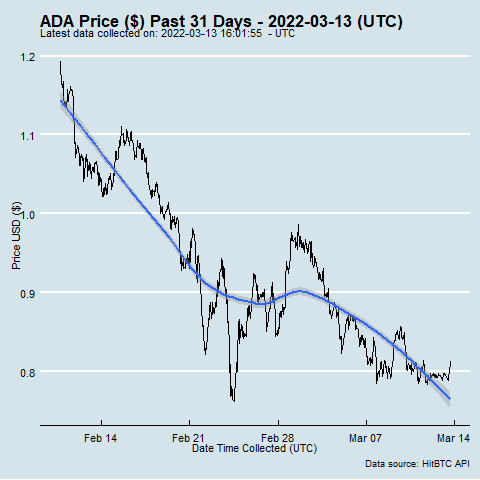 ADA Price ($) Past 31 Days - 2022-03-13 (UTC)
Latest data collected on: 2022-03-13 16:01:55 - UTC
1.2
1.1
1.0
0.9
0.8
Price USD ($)
Feb 14 Feb 21 Feb 28 Mar 07 Mar 14
Date Time Collected (UTC)
Data source: HitBTC API